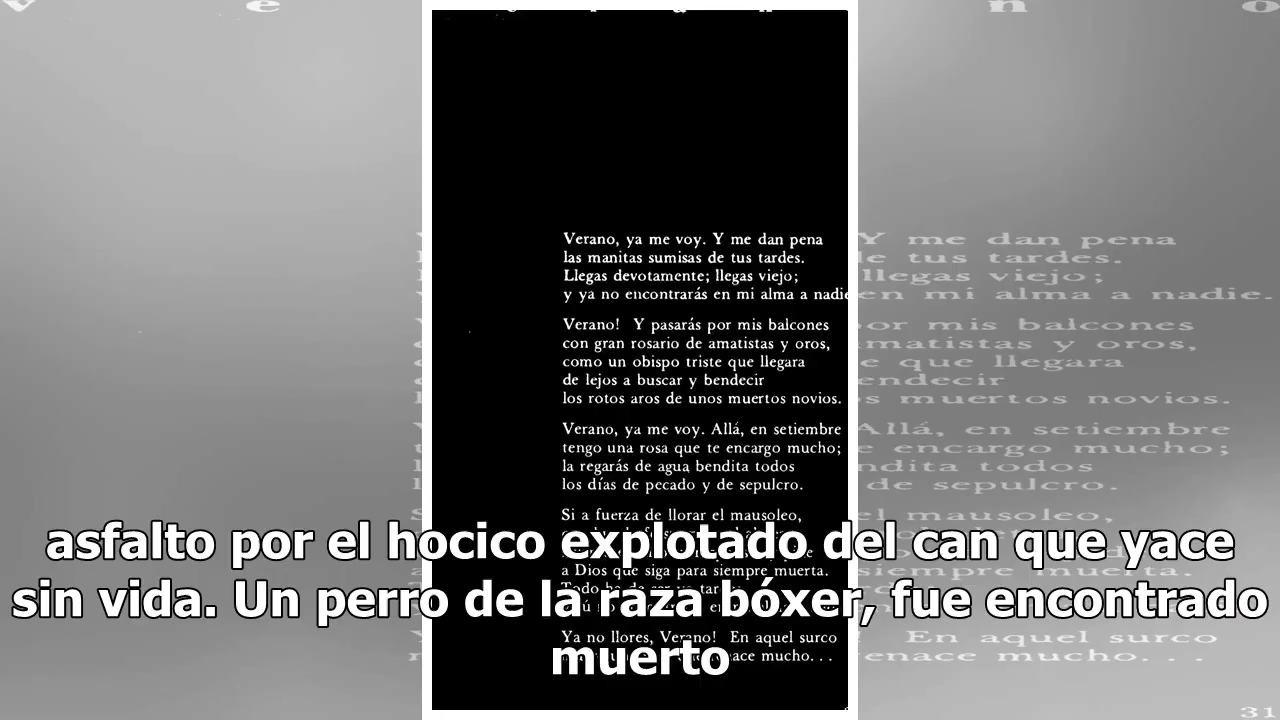 Verano, ya me voy. Y me dan pena
las manitas sumisas de tus tardes.
Llegas devotamente; llegas viejo;
y ya no encontrarás en mi alma a nadie.
Verano! Y pasarás por mis balcones
con gran rosario de amatistas y oros,
como un obispo triste que llegara
de lejos a buscar y bendecir
los rotos aros de unos muertos novios.
Verano, ya me voy. Allá, en setiembre
tengo una rosa que te encargo mucho;
la regarás de agua bendita todos
los días de pecado y de sepulcro.
Si a fuerza de llorar el mausoleo,
a Dios que siga para siempre muerta.
Ya no llores, Verano! En aquel surco
renace mucho. . .
31
asfalto por el hocico explotado del can que yace
sin vida. Un perro de la raza bóxer, fue encontrado
muerto